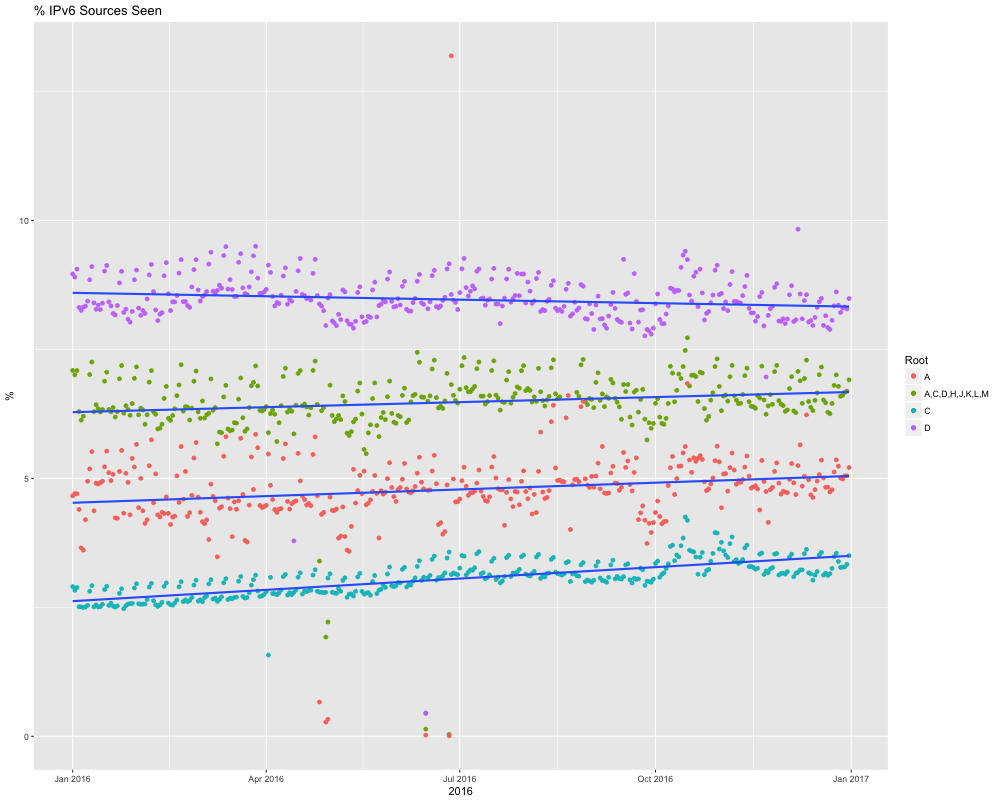 % IPv6 Sources Seen
%
10
5
0
Jan 2016
Apr 2016
Jul 2016
Oct 2016
Jan 2017
2016
Root
A
A,C,D,H,J,K,L,M
C
D